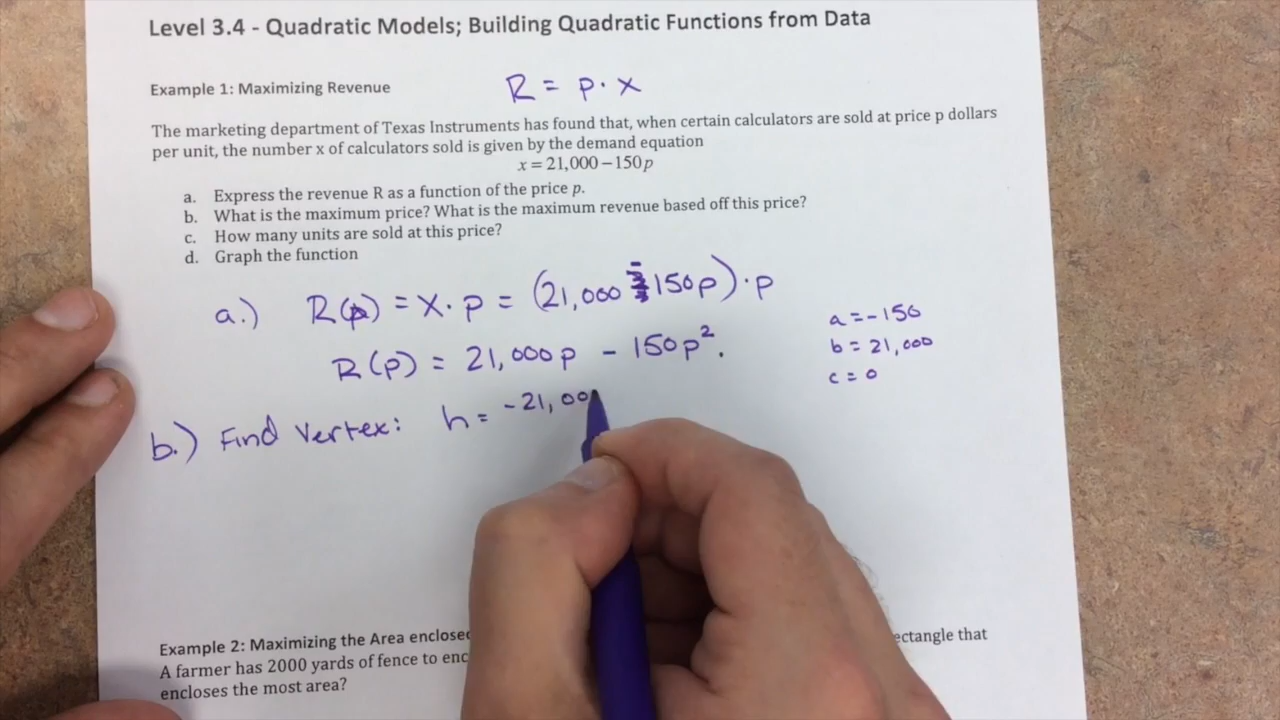 Level 3.4 - Quadratic Models; Building Quadratic Functions from Data
Example 1: Maximizing Revenue
R = p · x
The marketing department of Texas Instruments has found that, when certain calculators are sold at price p dollars
per unit, the number x of calculators sold is given by the demand equation
x = 21,000 – 150p
a. Express the revenue R as a function of the price p.
b. What is the maximum price? What is the maximum revenue based off this price?
c. How many units are sold at this price?
d. Graph the function
a.) R(p) = x · p = (21,000 - 150p) · p
R(p) = 21,000p - 150p².
a = -150
b = 21,000
c = 0
b.) Find Vertex: h = -21,00
Example 2: Maximizing the Area enclosed
A farmer has 2000 yards of fence to enc
ectangle that
encloses the most area?